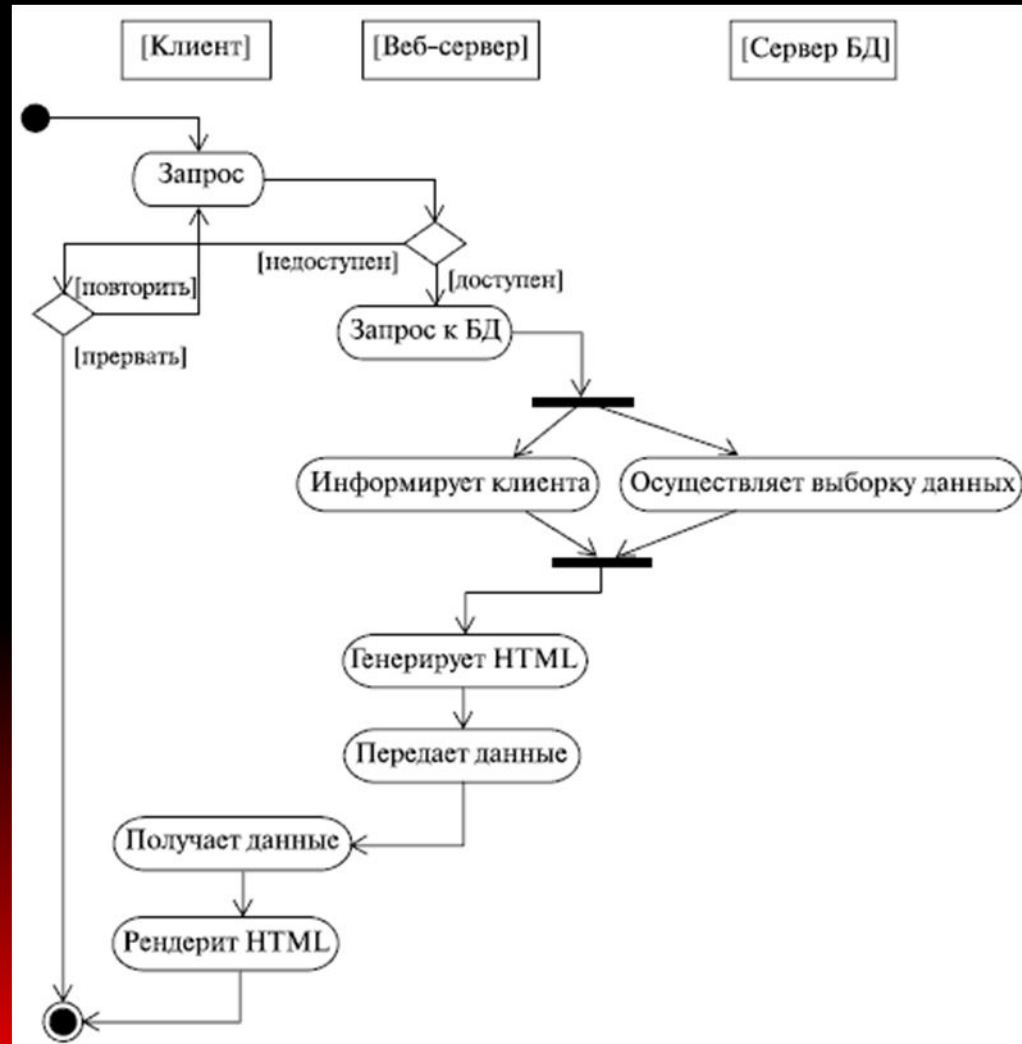 [Клиент]
[Веб-сервер]
[Сервер БД]
Запрос
[недоступен]
[доступен]
[повторить]
Запрос к БД
[прервать]
Информирует клиента
Осуществляет выборку данных
Генерирует HTML
Передает данные
Получает данные
Рендерит HTML